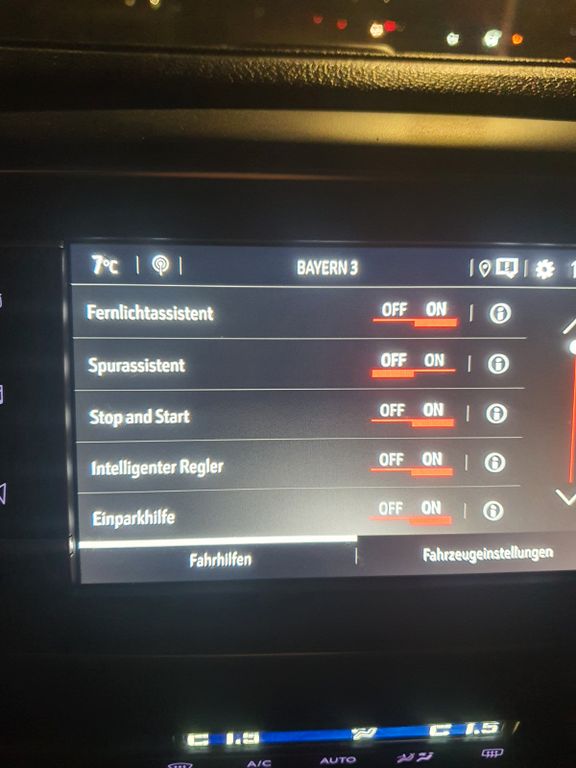 7°C BAYERN 3
Fernlichtassistent OFF ON
Spurassistent OFF ON
Stop and Start OFF ON
Intelligenter Regler OFF ON
Einparkhilfe OFF ON
Fahrhilfen Fahrzeugeinstellungen
A/C AUTO